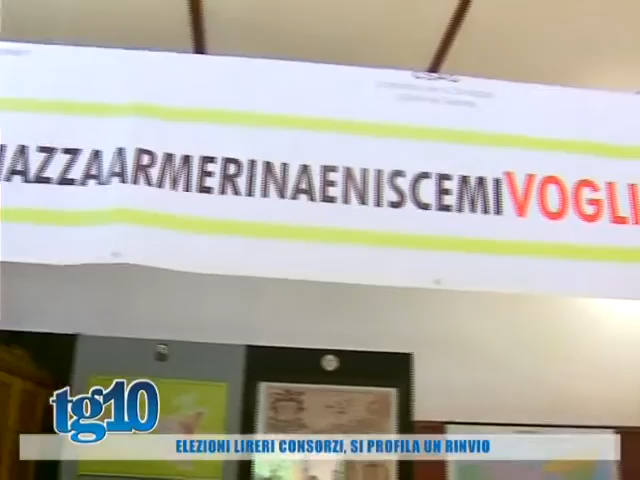 IAZZAARMERINAENISCEMIVOGLI
tg10
ELEZIONI LIRERI CONSORZI, SI PROFILA UN RINVIO